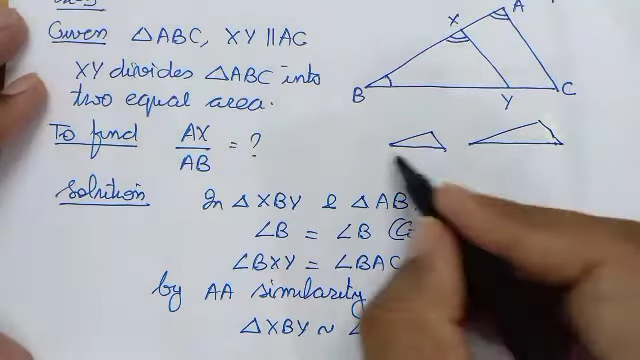 Given △ABC, XY ∥ AC
XY divides △ABC into
two equal area.
To find AX/AB = ?
A
X
B
Y
C
Solution In △XBY & △AB
∠B = ∠B
∠BXY = ∠BAC
by AA similarity
△XBY ~